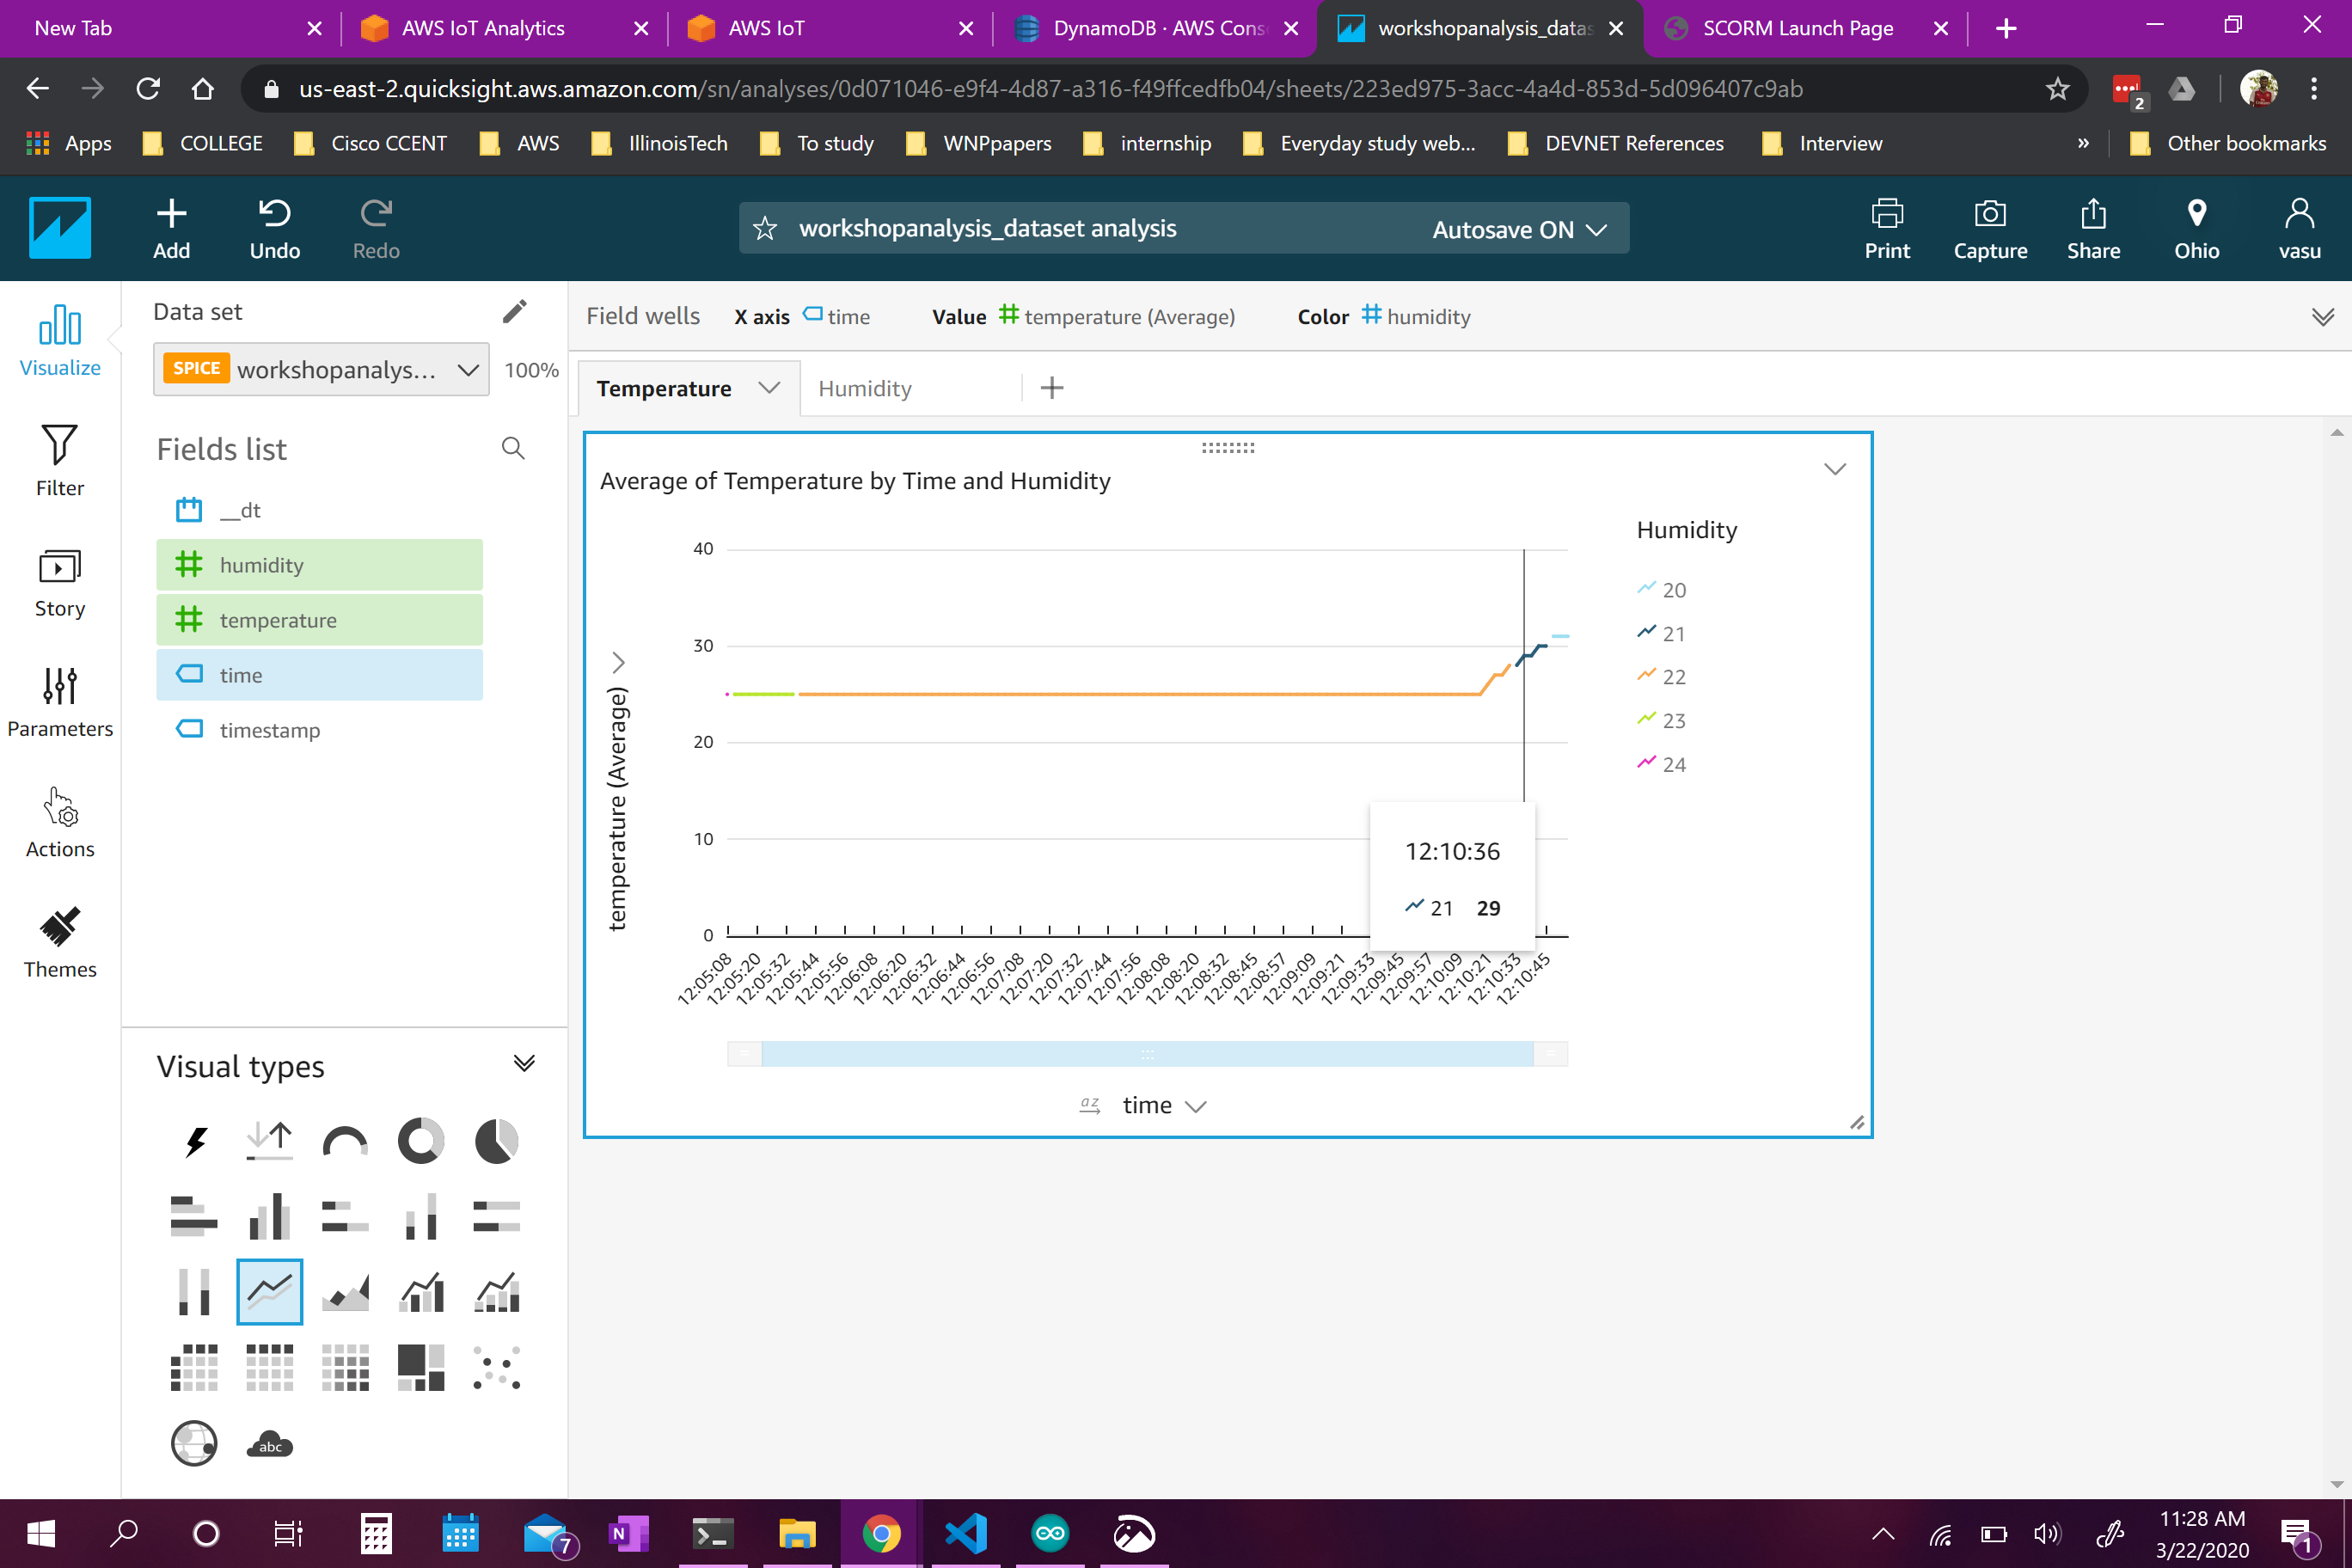 New Tab
AWS IoT Analytics
AWS IoT
DynamoDB · AWS Cons
workshopanalysis_datas
SCORM Launch Page
us-east-2.quicksight.aws.amazon.com/sn/analyses/0d071046-e9f4-4d87-a316-f49ffcedfb04/sheets/223ed975-3acc-4a4d-853d-5d096407c9ab
2
Apps
COLLEGE
Cisco CCENT
AWS
IllinoisTech
To study
WNPpapers
internship
Everyday study web...
DEVNET References
Interview
»
Other bookmarks
Add
Undo
Redo
workshopanalysis_dataset analysis
Autosave ON
Print
Capture
Share
Ohio
vasu
Visualize
Filter
Story
Parameters
Actions
Themes
Data set
SPICE workshopanalys... 100%
Fields list
__dt
humidity
temperature
time
timestamp
Visual types
abc
Field wells X axis time Value temperature (Average) Color humidity
Temperature
Humidity
Average of Temperature by Time and Humidity
temperature (Average)
40
30
20
10
0
12:05:08
12:05:20
12:05:32
12:05:44
12:05:56
12:06:08
12:06:20
12:06:32
12:06:44
12:06:56
12:07:08
12:07:20
12:07:32
12:07:44
12:07:56
12:08:08
12:08:20
12:08:32
12:08:45
12:08:57
12:09:09
12:09:21
12:09:33
12:09:45
12:09:57
12:10:09
12:10:21
12:10:33
12:10:45
12:10:36
21 29
az time
Humidity
20
21
22
23
24
7
N
11:28 AM
3/22/2020
1